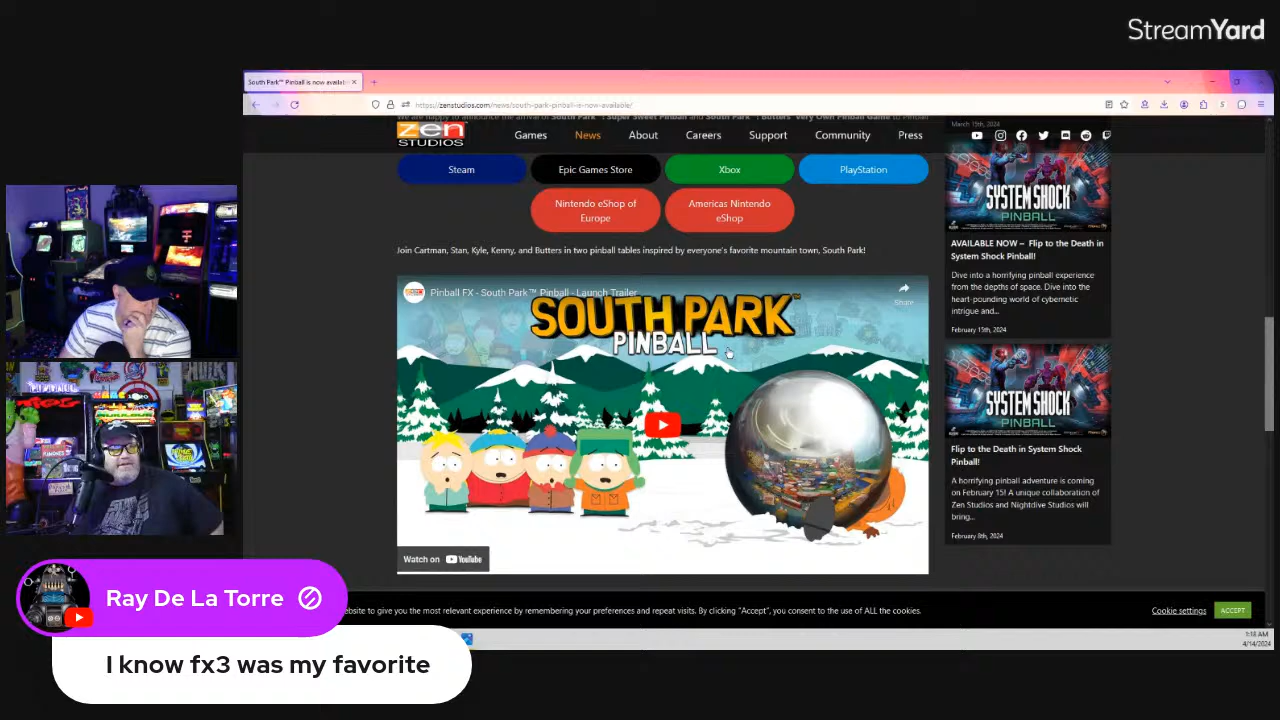 StreamYard
South Park™ Pinball is now availal
https://zenstudios.com/news/south-park-pinball-is-now-available/
ZEN
STUDIOS
Games
News
About
Careers
Support
Community
Press
March 15th, 2024
Steam
Epic Games Store
Xbox
PlayStation
Nintendo eShop of
Europe
Americas Nintendo
eShop
Join Cartman, Stan, Kyle, Kenny, and Butters in two pinball tables inspired by everyone's favorite mountain town, South Park!
Pinball FX - South Park™ Pinball - Launch Trailer
Share
SOUTH PARK™
PINBALL
Watch on YouTube
SYSTEM SHOCK
PINBALL
AVAILABLE NOW – Flip to the Death in
System Shock Pinball!
Dive into a horrifying pinball experience
from the depths of space. Dive into the
heart-pounding world of cybernetic
intrigue and...
February 15th, 2024
SYSTEM SHOCK
PINBALL
Flip to the Death in System Shock
Pinball!
A horrifying pinball adventure is coming
on February 15! A unique collaboration of
Zen Studios and Nightdive Studios will
bring...
February 8th, 2024
ebsite to give you the most relevant experience by remembering your preferences and repeat visits. By clicking "Accept", you consent to the use of ALL the cookies.
Cookie settings
ACCEPT
1:18 AM
4/14/2024
Ray De La Torre
I know fx3 was my favorite